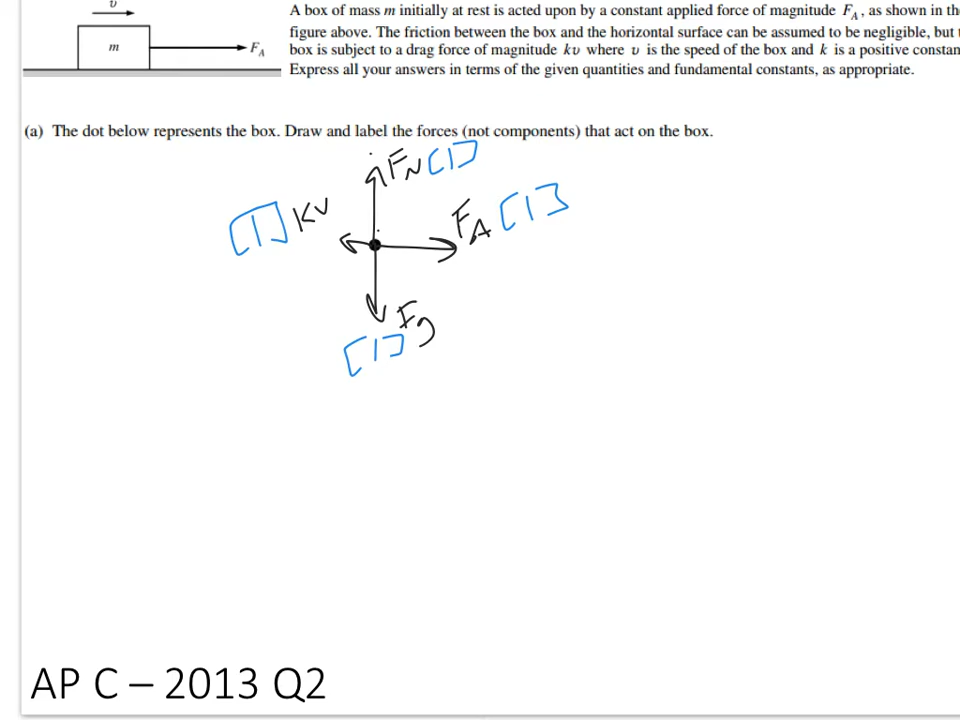 υ
m
F_A
A box of mass m initially at rest is acted upon by a constant applied force of magnitude F_A, as shown in th
figure above. The friction between the box and the horizontal surface can be assumed to be negligible, but
box is subject to a drag force of magnitude kυ where υ is the speed of the box and k is a positive constan
Express all your answers in terms of the given quantities and fundamental constants, as appropriate.
(a) The dot below represents the box. Draw and label the forces (not components) that act on the box.
F_N [1]
[1] kv
F_A [1]
F_g
[1]
AP C – 2013 Q2